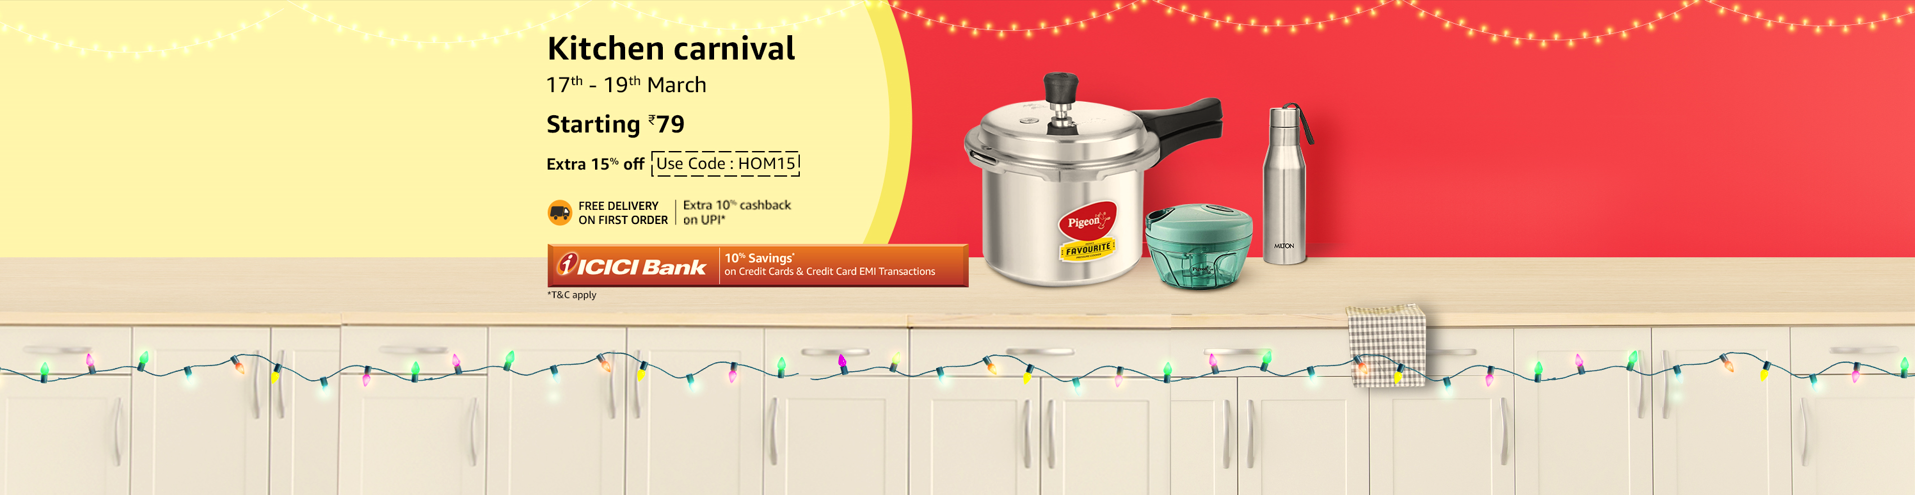 Kitchen carnival
17th - 19th March
Starting ₹79
Extra 15% off Use Code : HOM15
FREE DELIVERY
ON FIRST ORDER
Extra 10% cashback
on UPI*
ICICI Bank
10% Savings*
on Credit Cards & Credit Card EMI Transactions
*T&C apply
Pigeon
FAVOURITE
MILTON